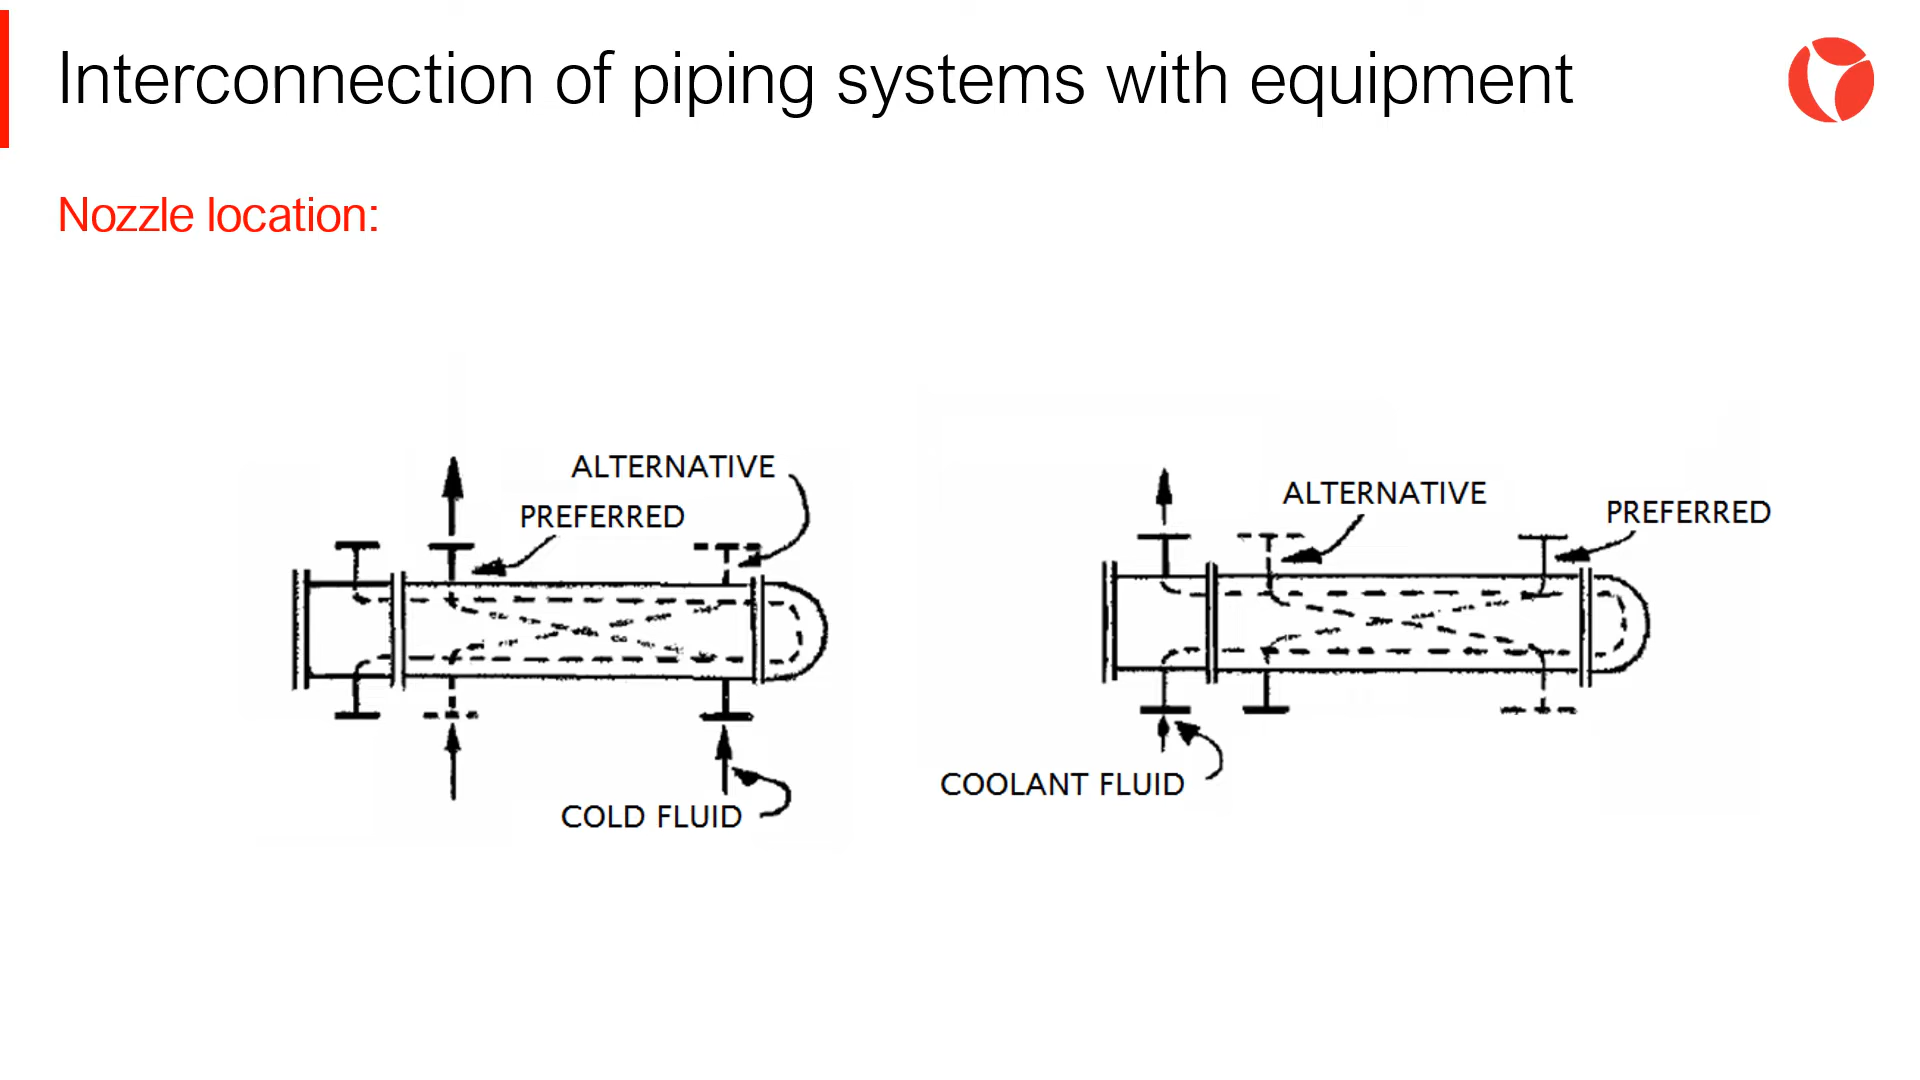 Interconnection of piping systems with equipment
Nozzle location:
ALTERNATIVE
PREFERRED
COLD FLUID
ALTERNATIVE
PREFERRED
COOLANT FLUID